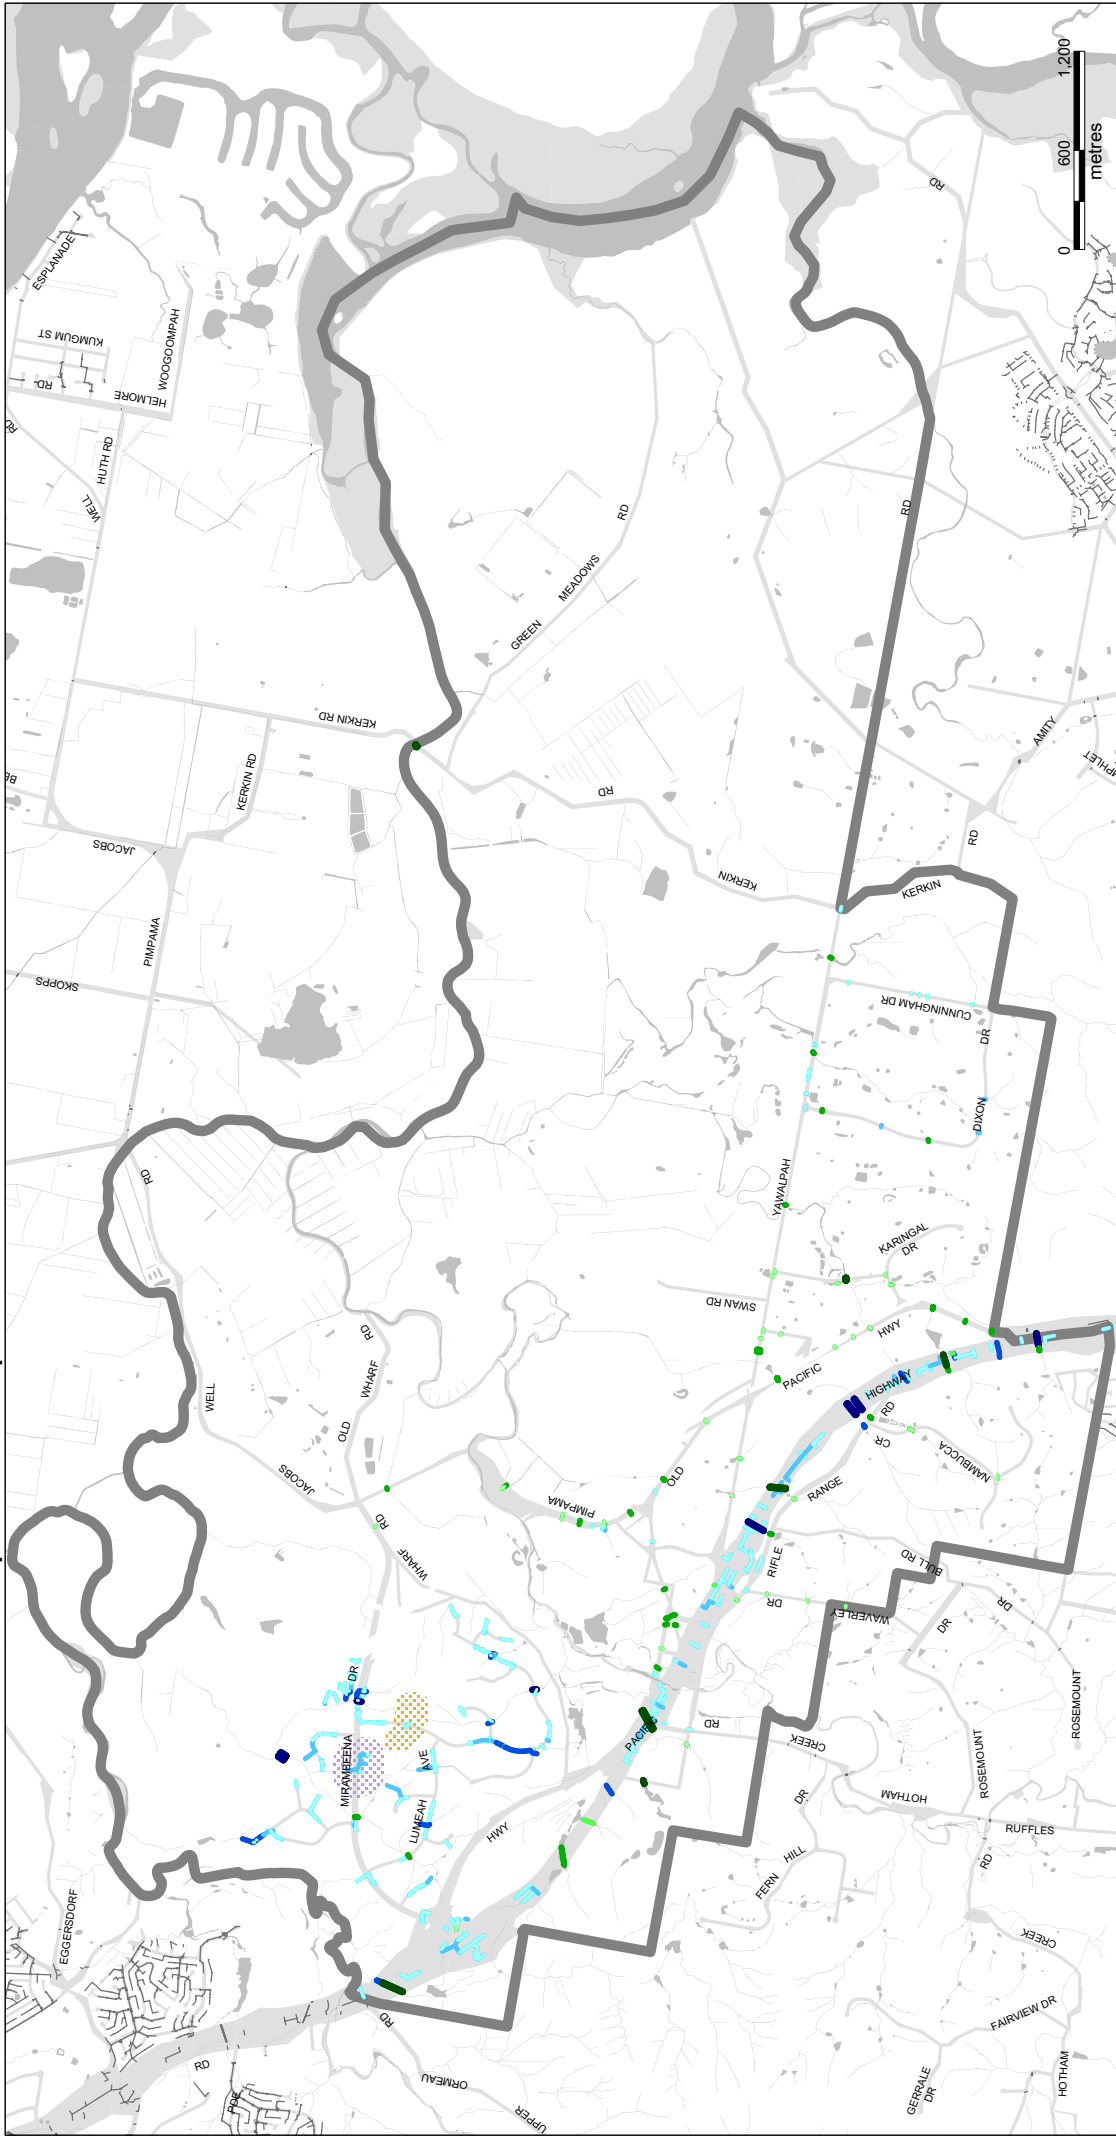 ESPLANADE
KUMGUM ST
RD
WOOGOOMPAH
HELMORE
RD
HUTH RD
WELL
0 600 1,200
metres
RD
RD
MEADOWS
GREEN
RD
KERKIN RD
KERKIN RD
BE
JACOBS
PIMPAMA
SKOPPS
RD
KERKIN
KERKIN
RD
AMITY
MPHLET
CUNNINGHAM DR
DR
DIXON
YAWALPAH
KARINGAL
DR
SWAN RD
HWY
PACIFIC
HIGHWAY
RD
CR
NAMBUCCA
RANGE
OLD
PIMPAMA
RD
WELL
RD
WHARF
OLD
JACOBS
RD
WHARF
RIFLE
DR
WAVERLEY
BULL RD
DR
DR
ROSEMOUNT
ROSEMOUNT
DR
MIRAMBEENA
AVE
LUMEAH
HWY
PACIFIC
RD
CREEK
DR
HOTHAM
HILL
FERN
RUFFLES
RD
CREEK
EGGERSDORF
RD
PDE
RD
ORMEAU
UPPER
FAIRVIEW DR
GERRALE
DR
HOTHAM